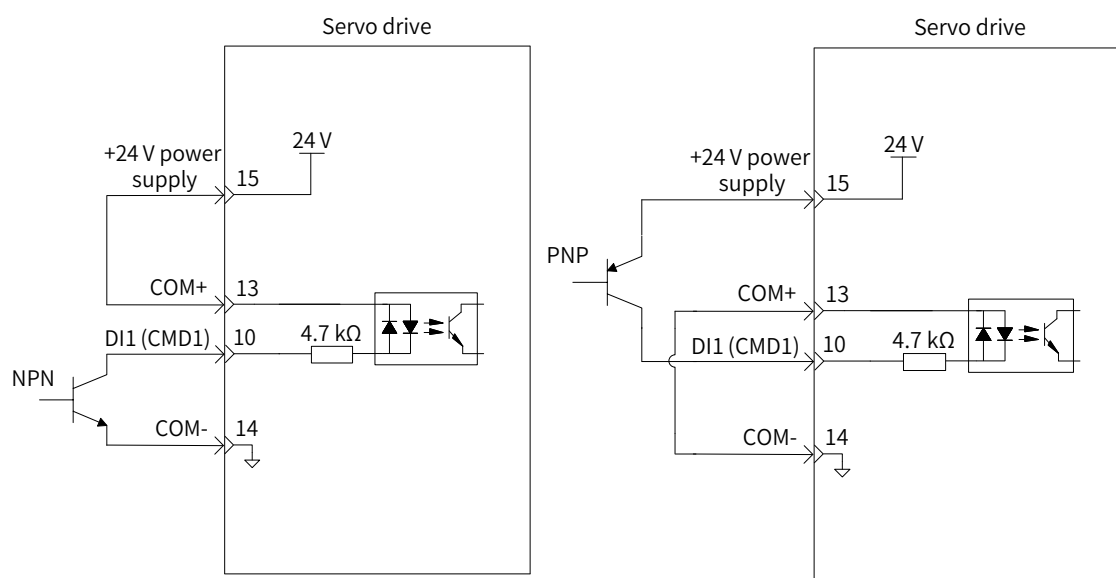 Servo drive
+24 V power
supply
15
24 V
COM+
13
DI1 (CMD1)
10
4.7 kΩ
NPN
COM-
14
Servo drive
+24 V power
supply
15
24 V
PNP
COM+
13
DI1 (CMD1)
10
4.7 kΩ
COM-
14